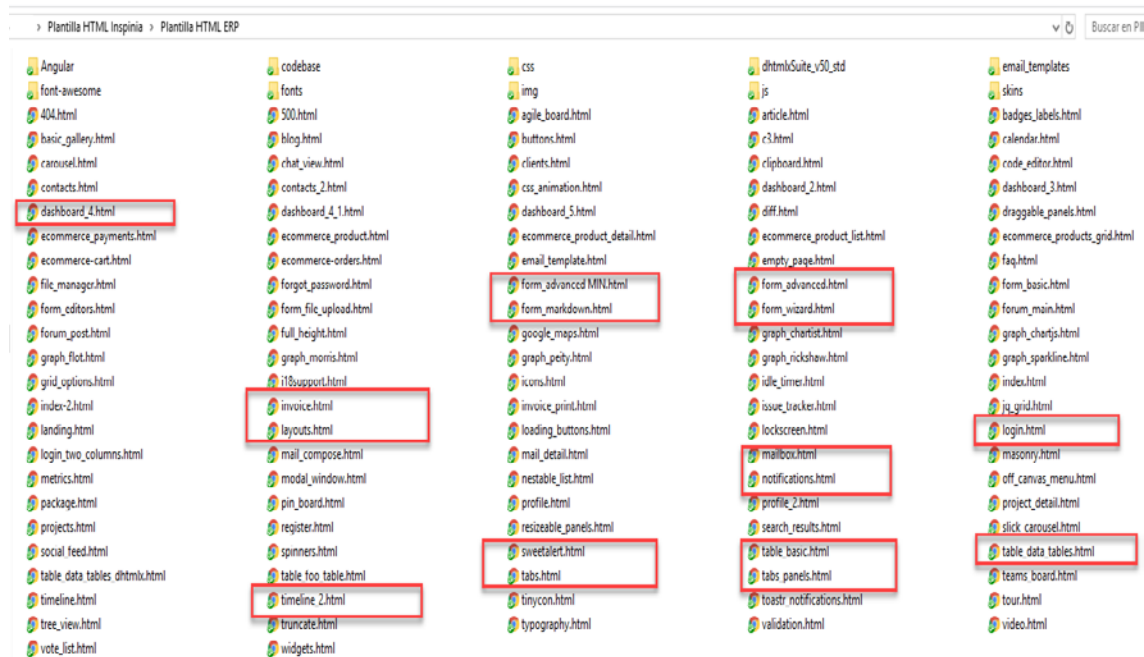 > Plantilla HTML Inspinia > Plantilla HTML ERP Buscar en Pll
Angular codebase css dhtmlxSuite_v50_std email_templates
font-awesome fonts img js skins
404.html 500.html agile_board.html article.html badges_labels.html
basic_gallery.html blog.html buttons.html c3.html calendar.html
carousel.html chat_view.html clients.html clipboard.html code_editor.html
contacts.html contacts_2.html css_animation.html dashboard_2.html dashboard_3.html
dashboard_4.html dashboard_4_1.html dashboard_5.html diff.html draggable_panels.html
ecommerce_payments.html ecommerce_product.html ecommerce_product_detail.html ecommerce_product_list.html ecommerce_products_grid.html
ecommerce-cart.html ecommerce-orders.html email_template.html empty_page.html faq.html
file_manager.html forgot_password.html form_advanced MIN.html form_advanced.html form_basic.html
form_editors.html form_file_upload.html form_markdown.html form_wizard.html forum_main.html
forum_post.html full_height.html google_maps.html graph_chartist.html graph_chartjs.html
graph_flot.html graph_morris.html graph_peity.html graph_rickshaw.html graph_sparkline.html
grid_options.html i18support.html icons.html idle_timer.html index.html
index-2.html invoice.html invoice_print.html issue_tracker.html jq_grid.html
landing.html layouts.html loading_buttons.html lockscreen.html login.html
login_two_columns.html mail_compose.html mail_detail.html mailbox.html masonry.html
metrics.html modal_window.html nestable_list.html notifications.html off_canvas_menu.html
package.html pin_board.html profile.html profile_2.html project_detail.html
projects.html register.html resizeable_panels.html search_results.html slick_carousel.html
social_feed.html spinners.html sweetalert.html table_basic.html table_data_tables.html
table_data_tables_dhtmlx.html table_foo_table.html tabs.html tabs_panels.html teams_board.html
timeline.html timeline_2.html tinycon.html toastr_notifications.html tour.html
tree_view.html truncate.html typography.html validation.html video.html
vote_list.html widgets.html